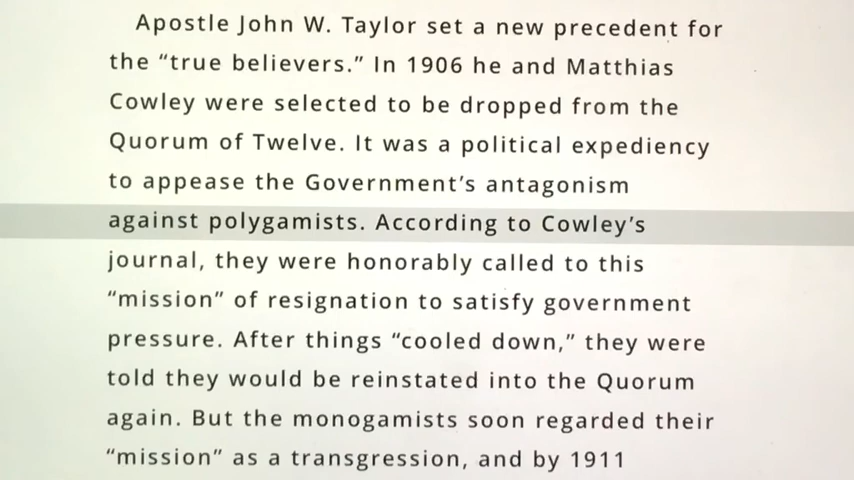 Apostle John W. Taylor set a new precedent for
the “true believers.” In 1906 he and Matthias
Cowley were selected to be dropped from the
Quorum of Twelve. It was a political expediency
to appease the Government’s antagonism
against polygamists. According to Cowley’s
journal, they were honorably called to this
“mission” of resignation to satisfy government
pressure. After things “cooled down,” they were
told they would be reinstated into the Quorum
again. But the monogamists soon regarded their
“mission” as a transgression, and by 1911